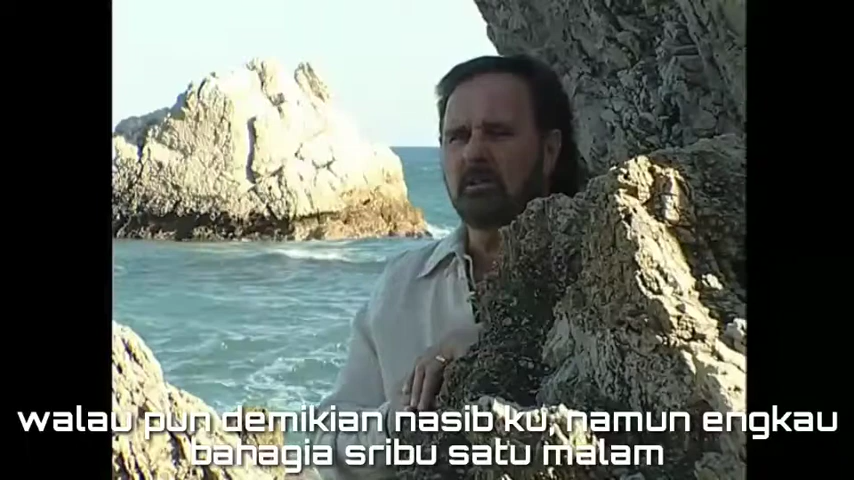 walau pun demikian nasib ku, namun engkau
bahagia sribu satu malam